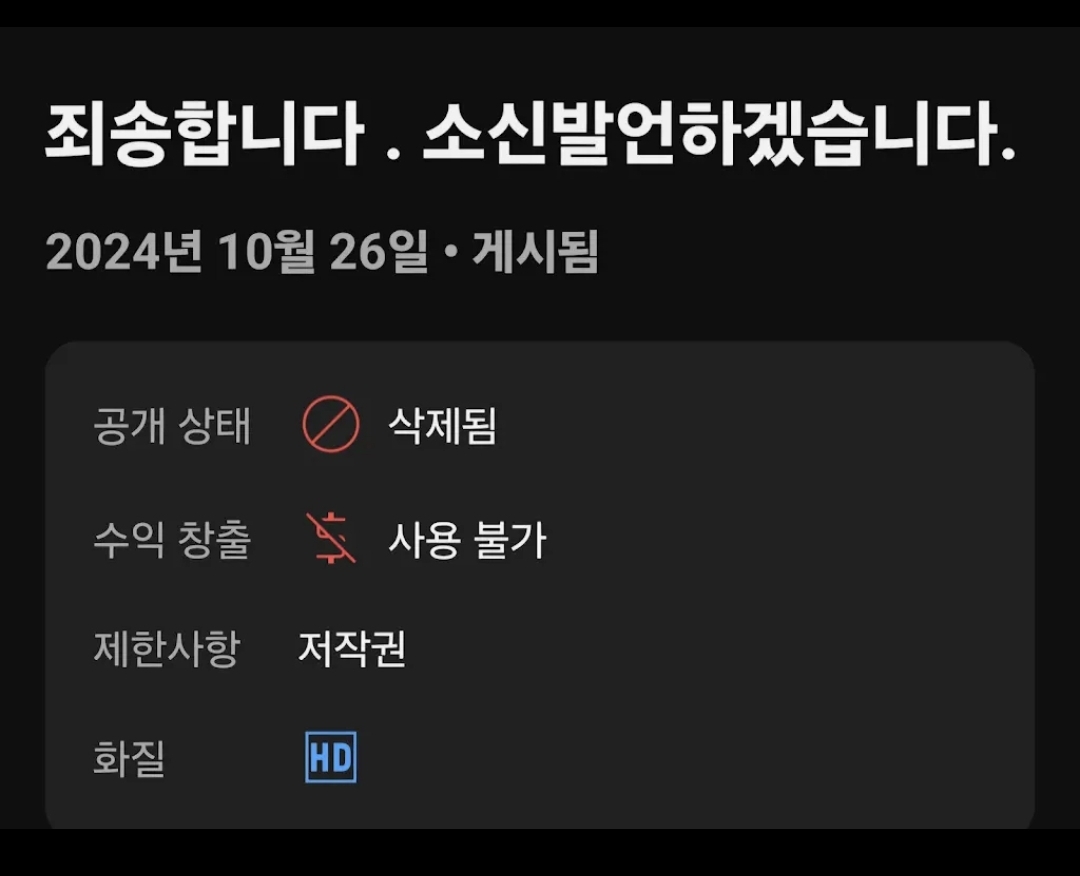 죄송합니다 . 소신발언하겠습니다.
2024년 10월 26일 • 게시됨
공개 상태 삭제됨
수익 창출 사용 불가
제한사항 저작권
화질 HD